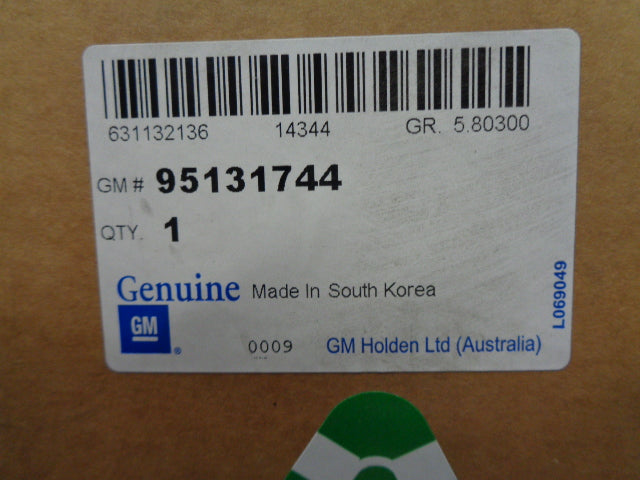 631132136 14344 GR. 5.80300
GM # 95131744
QTY. 1
Genuine Made In South Korea
GM ®
0009 GM Holden Ltd (Australia)
L069049